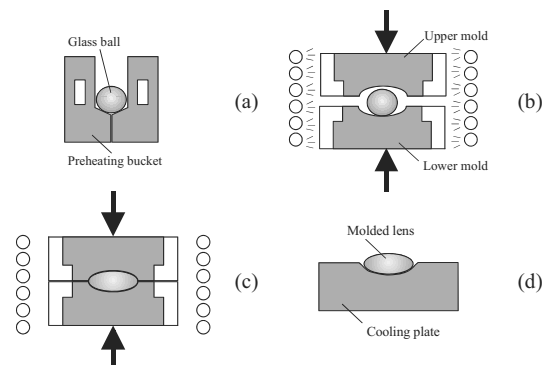 Glass ball
(a)
Preheating bucket
Upper mold
(b)
Lower mold
(c)
Molded lens
(d)
Cooling plate